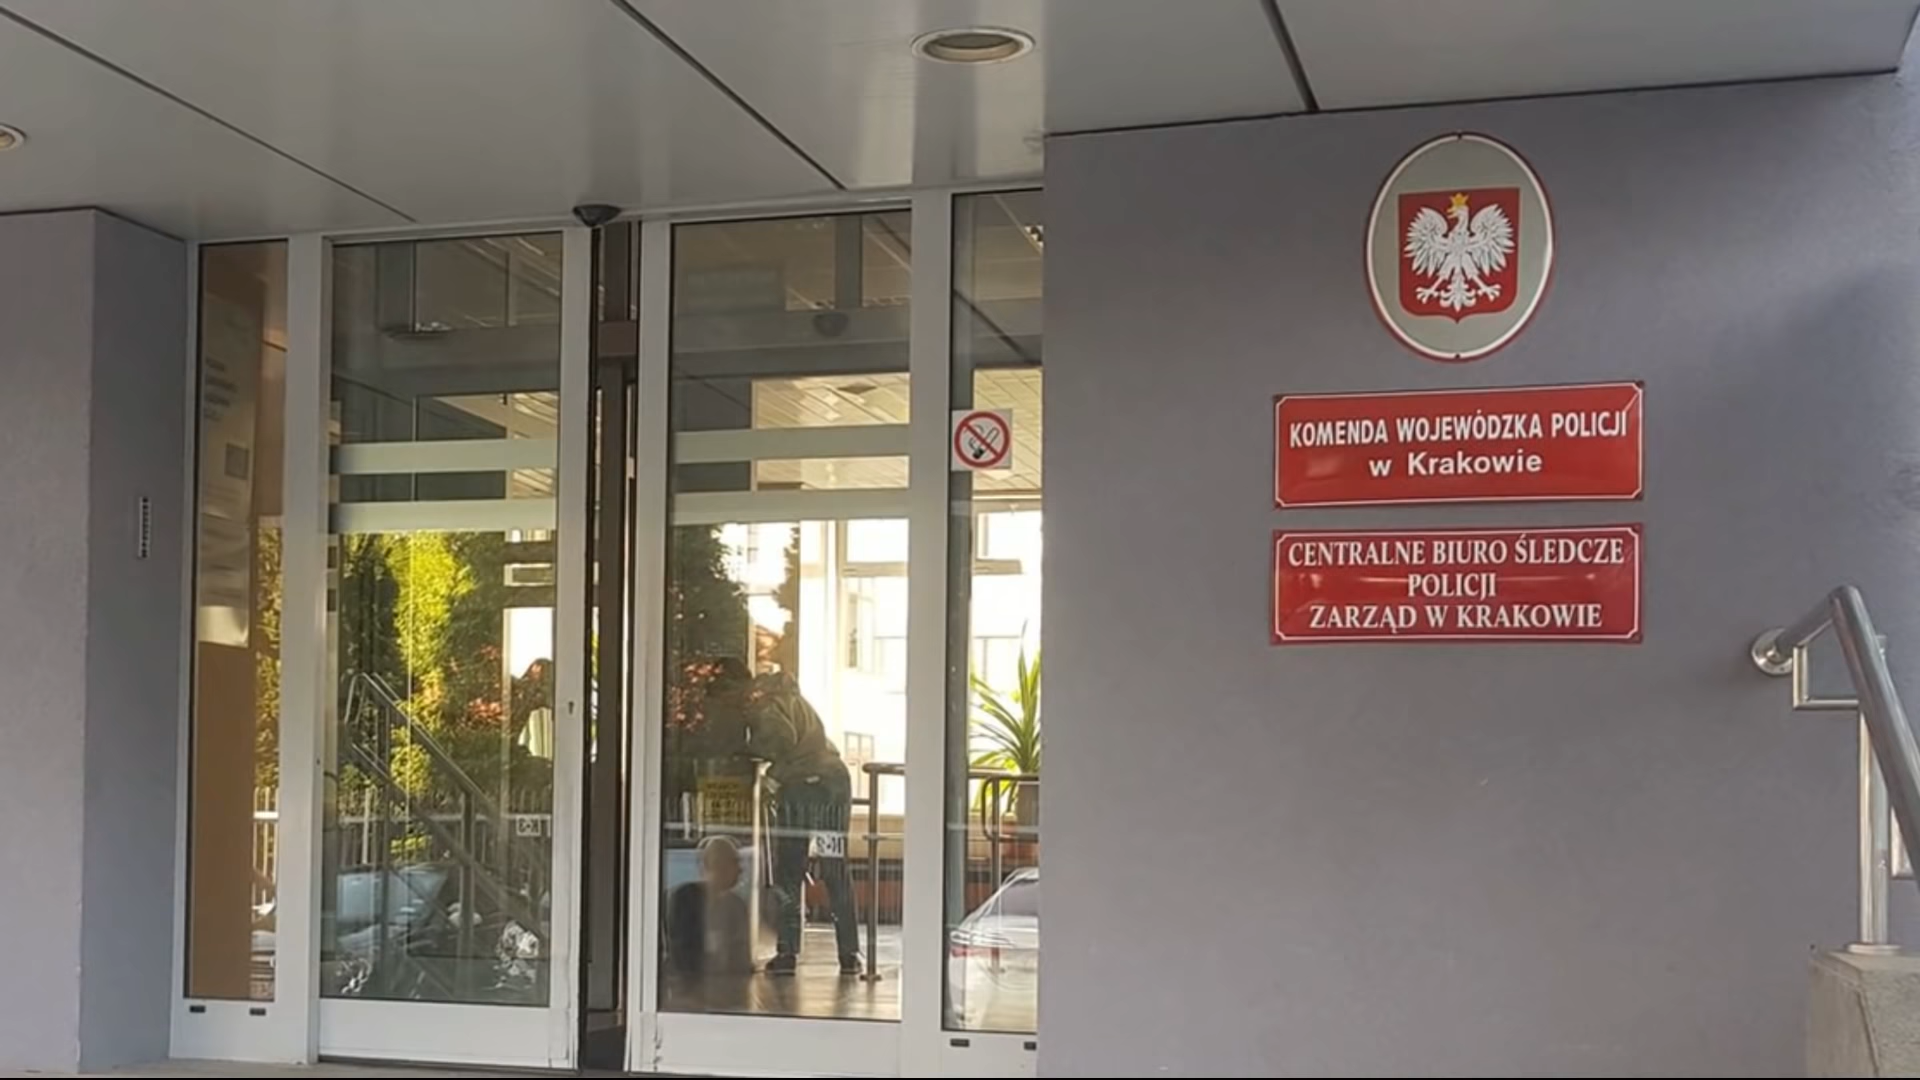 KOMENDA WOJEWÓDZKA POLICJI
w Krakowie
CENTRALNE BIURO ŚLEDCZE
POLICJI
ZARZĄD W KRAKOWIE